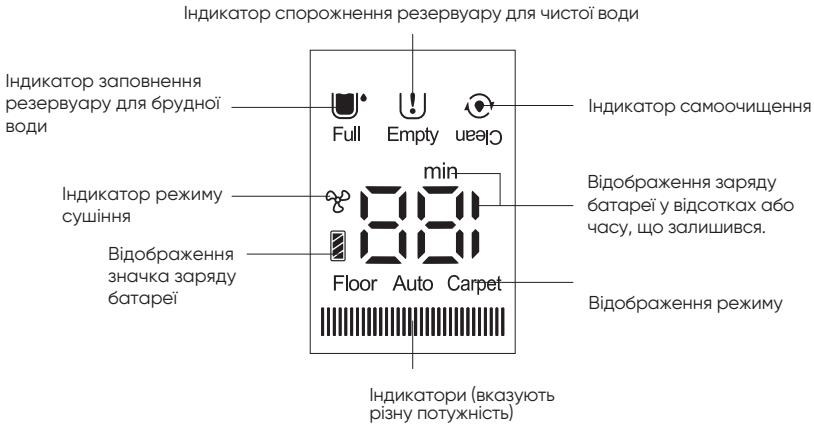 Індикатор спорожнення резервуару для чистої води
Індикатор заповнення
резервуару для брудної
води
Full
Empty
Clean
Індикатор самоочищення
min
88
Індикатор режиму
сушіння
Відображення заряду
батареї у відсотках або
часу, що залишився.
Відображення
значка заряду
батареї
Floor Auto Carpet
Відображення режиму
Індикатори (вказують
різну потужність)